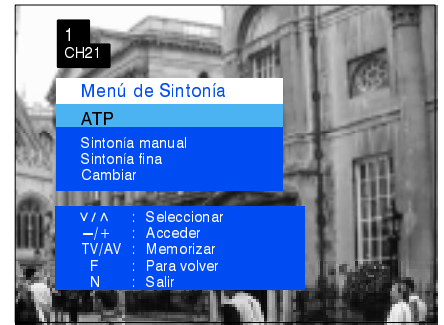 1
CH21
Menú de Sintonía
ATP
Sintonía manual
Sintonía fina
Cambiar
∨/∧ : Seleccionar
–/+ : Acceder
TV/AV : Memorizar
F : Para volver
N : Salir